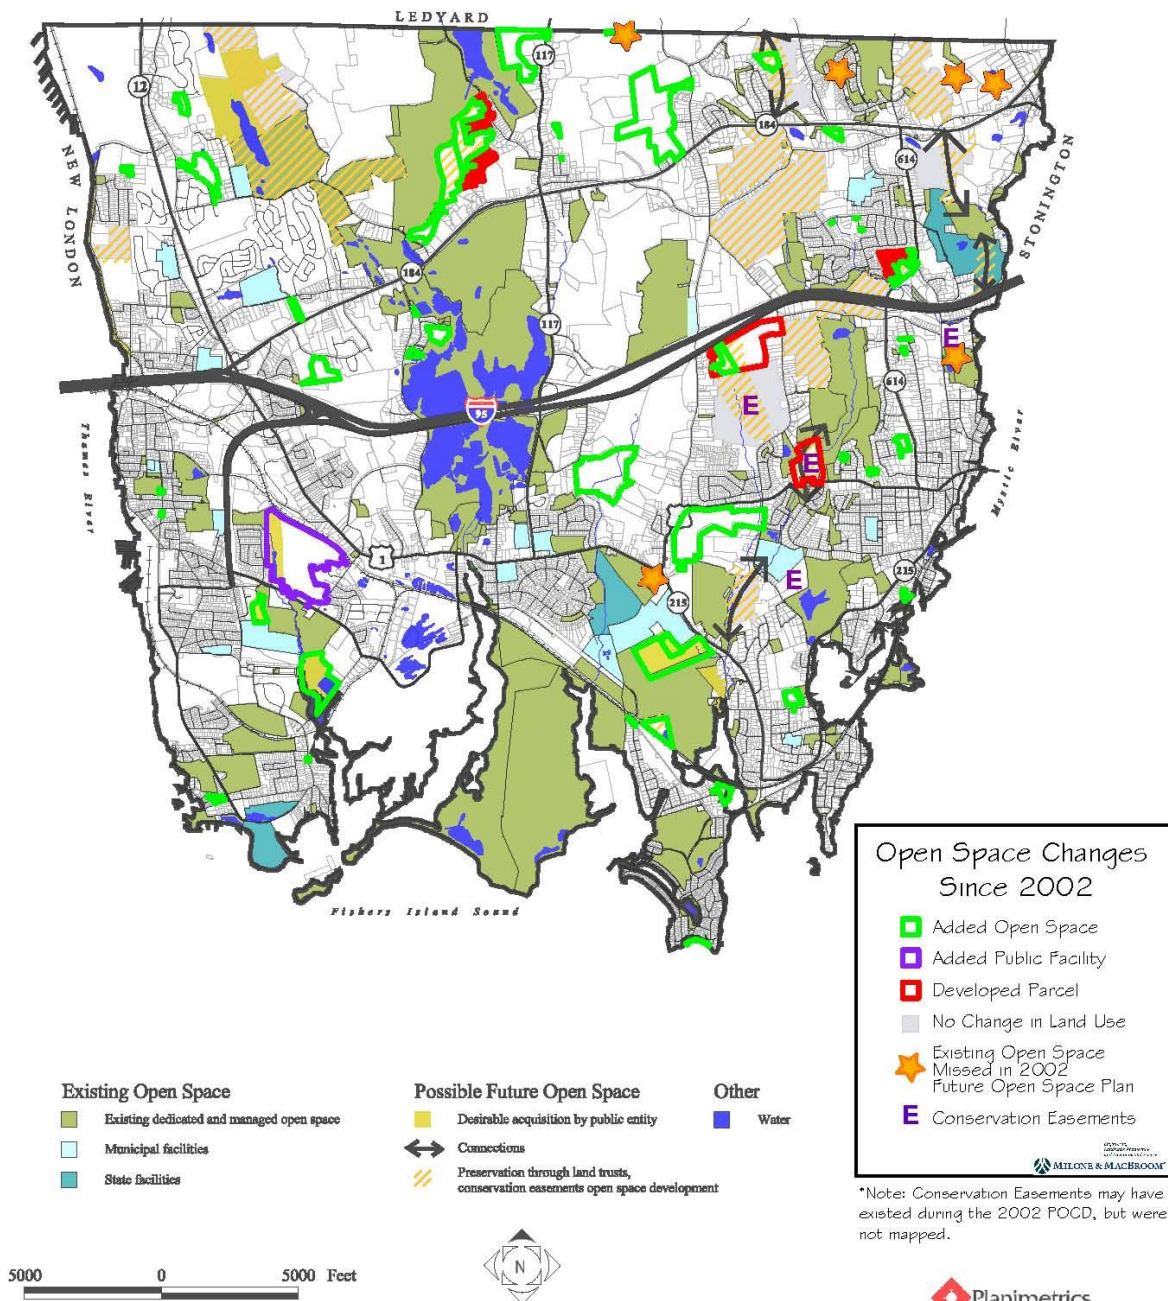 LEDYARD
117
12
184
614
NEW LONDON
STONINGTON
184
117
E
614
E
95
E
Thames River
Mystic River
1
E
215
215
Fishers Island Sound
Open Space Changes
Since 2002
Added Open Space
Added Public Facility
Developed Parcel
No Change in Land Use
Existing Open Space
Missed in 2002
Future Open Space Plan
E Conservation Easements
MILONE & MACBROOM
*Note: Conservation Easements may have
existed during the 2002 POCD, but were
not mapped.
Existing Open Space
Existing dedicated and managed open space
Municipal facilities
State facilities
Possible Future Open Space
Desirable acquisition by public entity
Connections
Preservation through land trusts,
conservation easements open space development
Other
Water
N
5000 0 5000 Feet
Planimetrics